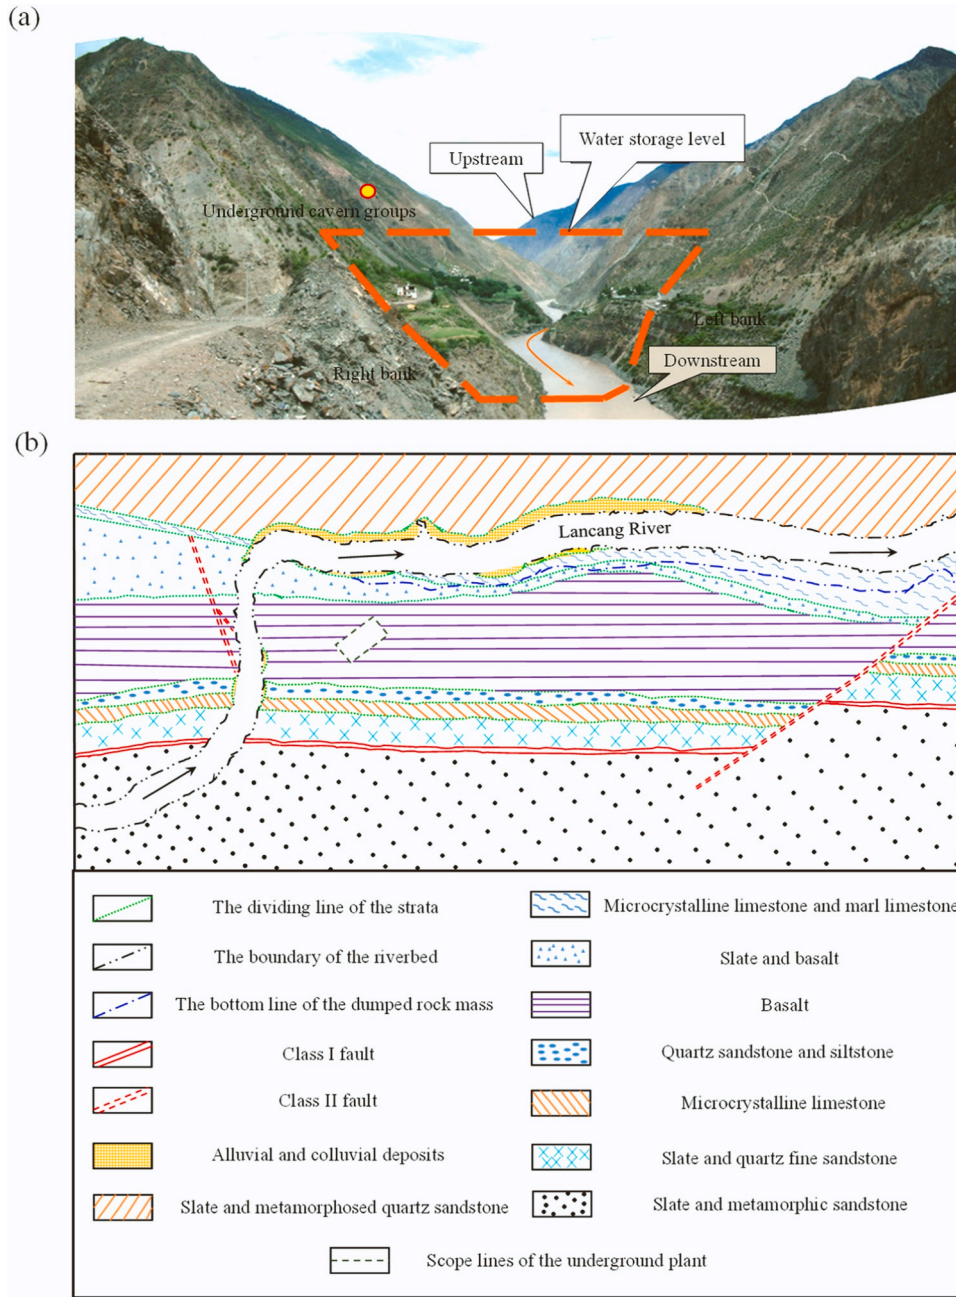 (a)
Water storage level
Upstream
Underground cavern groups
Left bank
Downstream
Right bank
(b)
Lancang River
The dividing line of the strata
Microcrystalline limestone and marl limestone
The boundary of the riverbed
Slate and basalt
The bottom line of the dumped rock mass
Basalt
Class I fault
Quartz sandstone and siltstone
Class II fault
Microcrystalline limestone
Alluvial and colluvial deposits
Slate and quartz fine sandstone
Slate and metamorphosed quartz sandstone
Slate and metamorphic sandstone
Scope lines of the underground plant